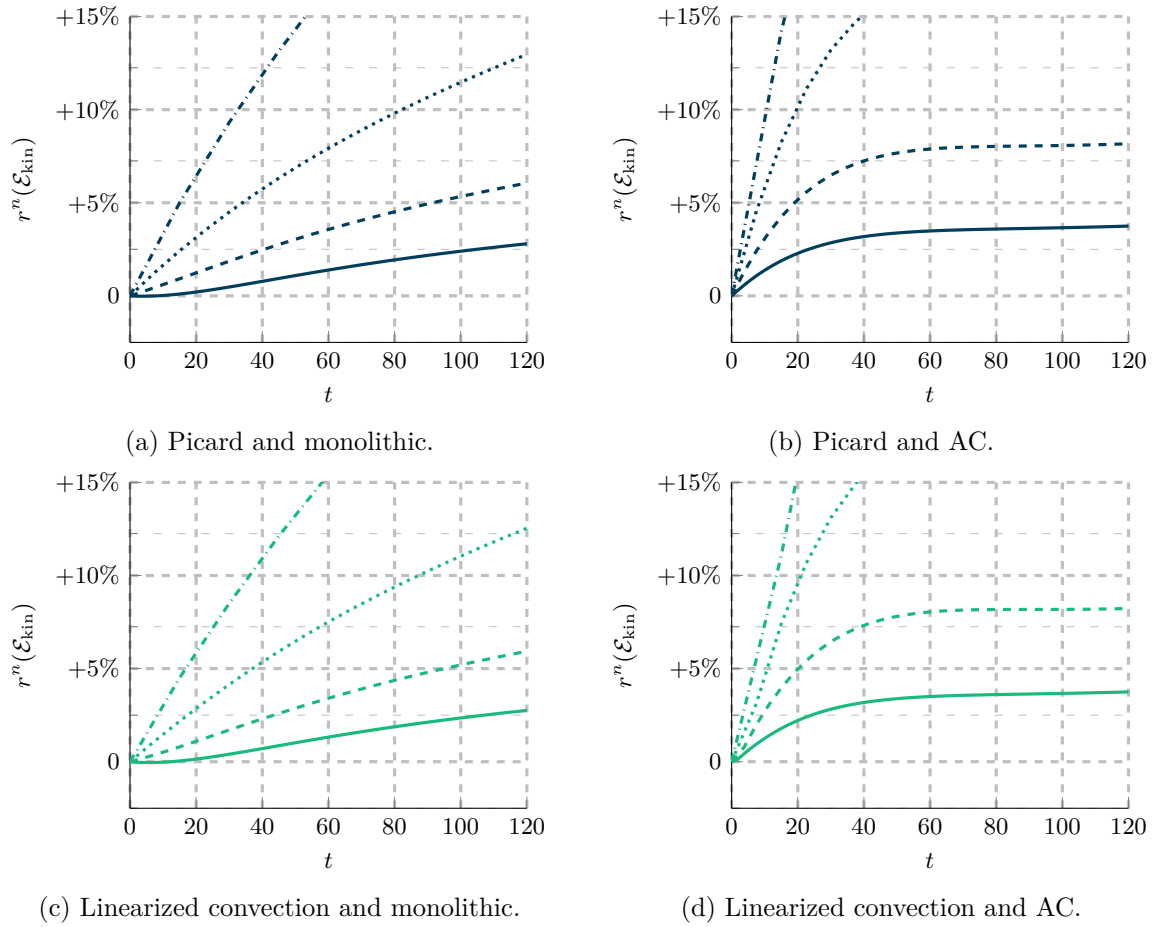 +15%
+10%
+5%
0
r^n(ℰ_kin)
0 20 40 60 80 100 120
t
(a) Picard and monolithic.
+15%
+10%
+5%
0
r^n(ℰ_kin)
0 20 40 60 80 100 120
t
(b) Picard and AC.
+15%
+10%
+5%
0
r^n(ℰ_kin)
0 20 40 60 80 100 120
t
(c) Linearized convection and monolithic.
+15%
+10%
+5%
0
r^n(ℰ_kin)
0 20 40 60 80 100 120
t
(d) Linearized convection and AC.